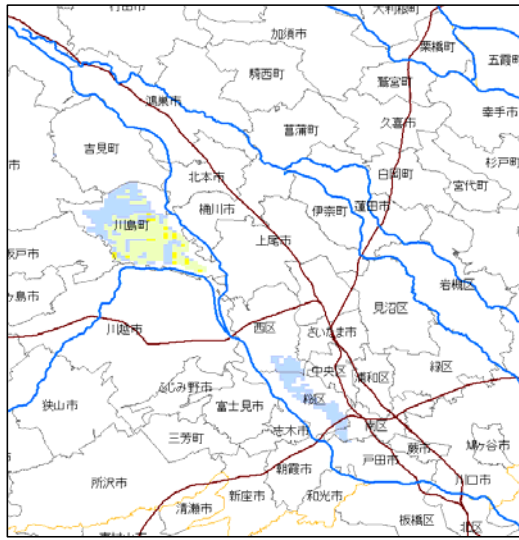 行田市
加須市
大利根町
栗橋町
五霞町
騎西町
鷲宮町
鴻巣市
久喜市
幸手市
菖蒲町
吉見町
杉戸町
白岡町
北本市
宮代町
桶川市
伊奈町
蓮田市
川島町
上尾市
坂戸市
岩槻区
ヶ島市
見沼区
川越市
西区
さいたま市
中央区
浦和区
緑区
ふじみ野市
桜区
狭山市
富士見市
志木市
南区
三芳町
蕨市
鳩ヶ谷市
戸田市
朝霞市
所沢市
川口市
新座市
和光市
清瀬市
板橋区
北区